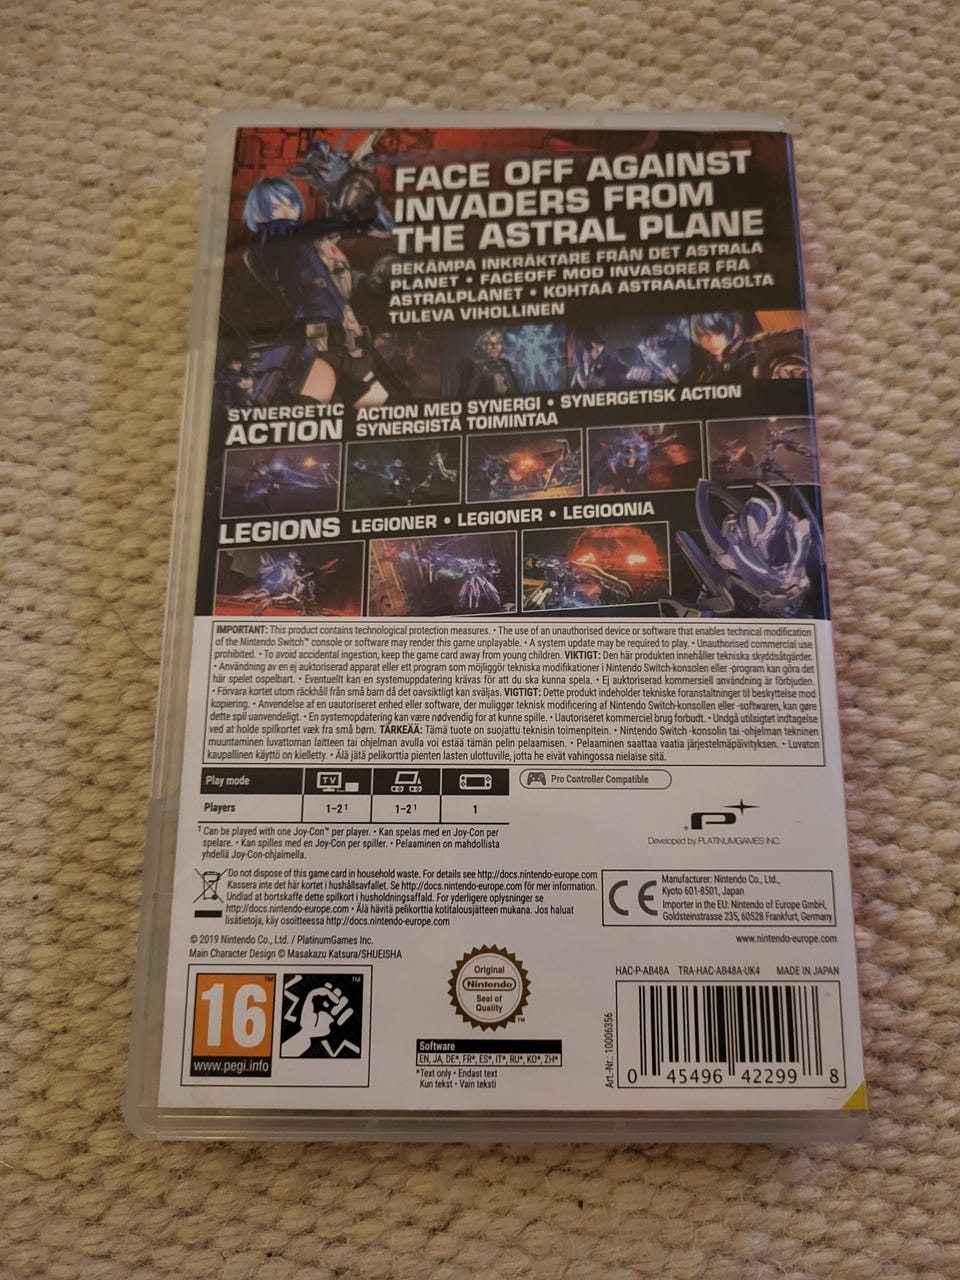 FACE OFF AGAINST
INVADERS FROM
THE ASTRAL PLANE
BEKÄMPA INKRÄKTARE FRÅN DET ASTRALA
PLANET • FACEOFF MOD INVASORER FRA
ASTRALPLANET • KOHTAA ASTRAALITASOLTA
TULEVA VIHOLLINEN
SYNERGETIC
ACTION
ACTION MED SYNERGI • SYNERGETISK ACTION
SYNERGISTÄ TOIMINTAA
LEGIONS LEGIONER • LEGIONER • LEGIOONIA
IMPORTANT: This product contains technological protection measures. • The use of an unauthorised device or software that enables technical modification
of the Nintendo Switch™ console or software may render this game unplayable. • A system update may be required to play. • Unauthorised commercial use
prohibited. • To avoid accidental ingestion, keep the game card away from young children. VIKTIGT: Den här produkten innehåller tekniska skyddsåtgärder.
• Användning av en ej auktoriserad apparat eller ett program som möjliggör tekniska modifikationer i Nintendo Switch-konsolen eller -program kan göra det
här spelet ospelbart. • Eventuellt kan en systemuppdatering krävas för att du ska kunna spela. • Ej auktoriserad kommersiell användning är förbjuden.
• Förvara kortet utom räckhåll från små barn då det oavsiktligt kan sväljas. VIGTIGT: Dette produkt indeholder tekniske foranstaltninger til beskyttelse mod
kopiering. • Anvendelse af en uautoriseret enhed eller software, der muliggør teknisk modificering af Nintendo Switch-konsollen eller -softwaren, kan gøre
dette spil uanvendeligt. • En systemopdatering kan være nødvendig for at kunne spille. • Uautoriseret kommerciel brug forbudt. • Undgå utilsigtet indtagelse
ved at holde spilkortet væk fra små børn. TÄRKEÄÄ: Tämä tuote on suojattu teknisin toimenpitein. • Nintendo Switch -konsolin tai -ohjelman tekninen
muuntaminen luvattoman laitteen tai ohjelman avulla voi estää tämän pelin pelaamisen. • Pelaaminen saattaa vaatia järjestelmäpäivityksen. • Luvaton
kaupallinen käyttö on kielletty. • Älä jätä pelikorttia pienten lasten ulottuville, jotta he eivät vahingossa nielaise sitä.
Play mode TV Pro Controller Compatible
Players 1-2¹ 1-2¹ 1
¹ Can be played with one Joy-Con™ per player. • Kan spelas med en Joy-Con per
spelare. • Kan spilles med en Joy-Con per spiller. • Pelaaminen on mahdollista
yhdellä Joy-Con-ohjaimella.
P
Developed by PLATINUMGAMES INC.
Do not dispose of this game card in household waste. For details see http://docs.nintendo-europe.com
Kassera inte det här kortet i hushållsavfallet. Se http://docs.nintendo-europe.com för mer information.
Undlad at bortskaffe dette spilkort i husholdningsaffald. For yderligere oplysninger se
http://docs.nintendo-europe.com • Älä hävitä pelikorttia kotitalousjätteen mukana. Jos haluat
lisätietoja, käy osoitteessa http://docs.nintendo-europe.com
CE
Manufacturer: Nintendo Co., Ltd.,
Kyoto 601-8501, Japan
Importer in the EU: Nintendo of Europe GmbH,
Goldsteinstrasse 235, 60528 Frankfurt, Germany
www.nintendo-europe.com
© 2019 Nintendo Co., Ltd. / PlatinumGames Inc.
Main Character Design © Masakazu Katsura/SHUEISHA
16 ™
www.pegi.info
™
Original
Nintendo
Seal of
Quality
™
Software
EN, JA, DE*, FR*, ES*, IT*, RU*, KO*, ZH*
*Text only • Endast text
Kun tekst • Vain teksti
HAC-P-AB48A TRA-HAC-AB48A-UK4 MADE IN JAPAN
Art.-Nr.: 10006356
0 45496 42299 8